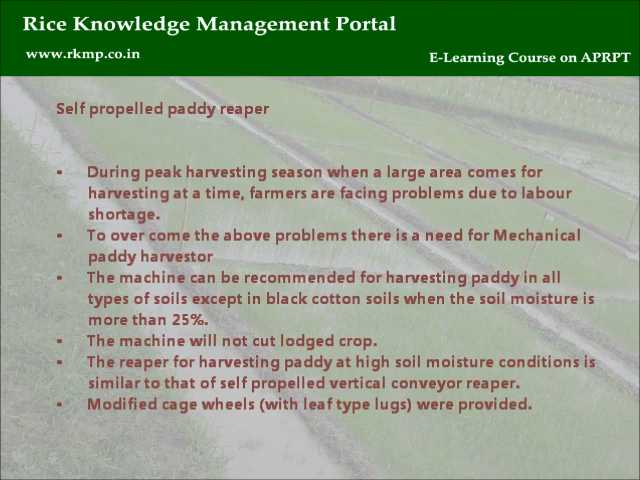 Rice Knowledge Management Portal
www.rkmp.co.in
E-Learning Course on APRPT
Self propelled paddy reaper
• During peak harvesting season when a large area comes for
harvesting at a time, farmers are facing problems due to labour
shortage.
• To over come the above problems there is a need for Mechanical
paddy harvestor
• The machine can be recommended for harvesting paddy in all
types of soils except in black cotton soils when the soil moisture is
more than 25%.
• The machine will not cut lodged crop.
• The reaper for harvesting paddy at high soil moisture conditions is
similar to that of self propelled vertical conveyor reaper.
• Modified cage wheels (with leaf type lugs) were provided.